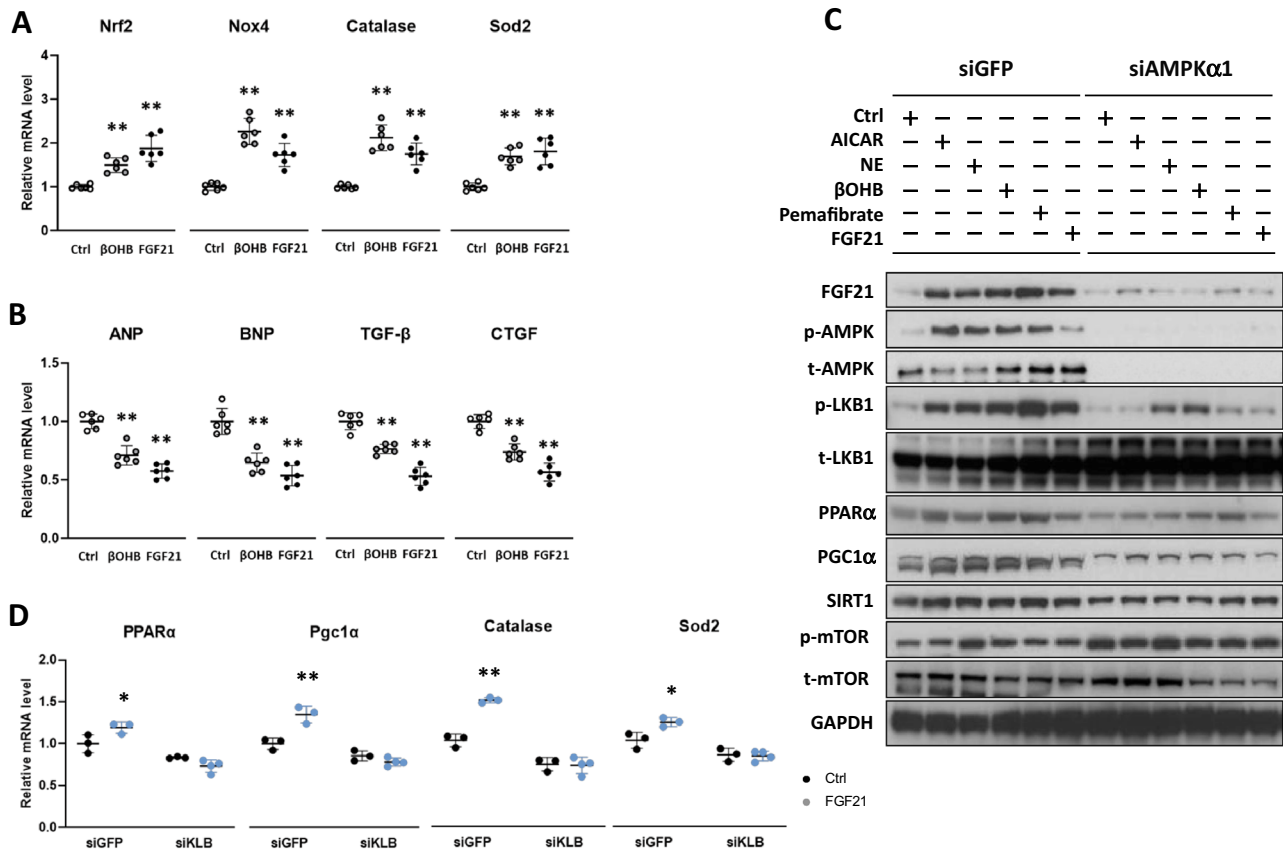 A
Nrf2 Nox4 Catalase Sod2
Relative mRNA level
4
3
2
1
0
** ** ** ** ** ** ** **
Ctrl βOHB FGF21 Ctrl βOHB FGF21 Ctrl βOHB FGF21 Ctrl βOHB FGF21
B
ANP BNP TGF-β CTGF
Relative mRNA level
1.5
1.0
0.5
0.0
** ** ** ** ** ** ** **
Ctrl βOHB FGF21 Ctrl βOHB FGF21 Ctrl βOHB FGF21 Ctrl βOHB FGF21
C
siGFP siAMPKα1
Ctrl + − − − − − + − − − − −
AICAR − + − − − − − + − − − −
NE − − + − − − − − + − − −
βOHB − − − + − − − − − + − −
Pemafibrate − − − − + − − − − − + −
FGF21 − − − − − + − − − − − +
FGF21
p-AMPK
t-AMPK
p-LKB1
t-LKB1
PPARα
PGC1α
SIRT1
p-mTOR
t-mTOR
GAPDH
D
PPARα Pgc1α Catalase Sod2
Relative mRNA level
2.0
1.5
1.0
0.5
0.0
* ** ** *
siGFP siKLB siGFP siKLB siGFP siKLB siGFP siKLB
Ctrl
FGF21